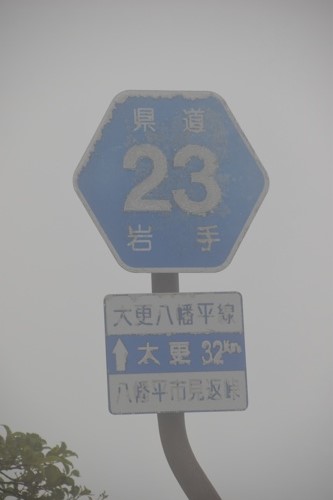 県道
23
岩手
大更八幡平線
↑大更 32km
八幡平市見返峠